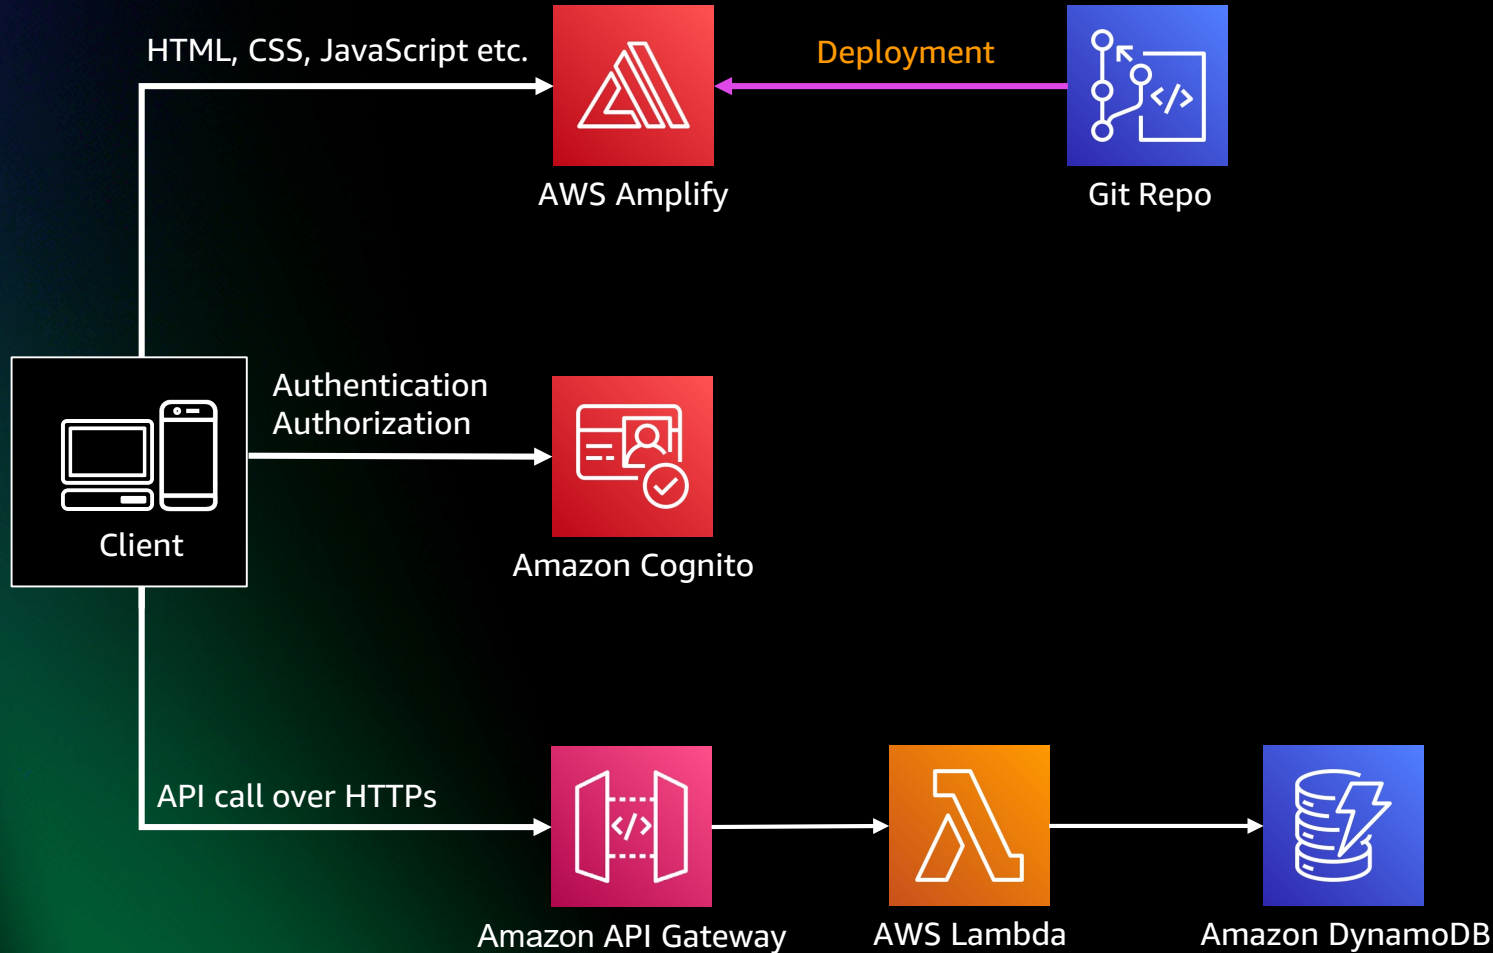 HTML, CSS, JavaScript etc.
Deployment
AWS Amplify
Git Repo
Authentication
Authorization
Client
Amazon Cognito
API call over HTTPs
</>
</>
Amazon API Gateway
AWS Lambda
Amazon DynamoDB